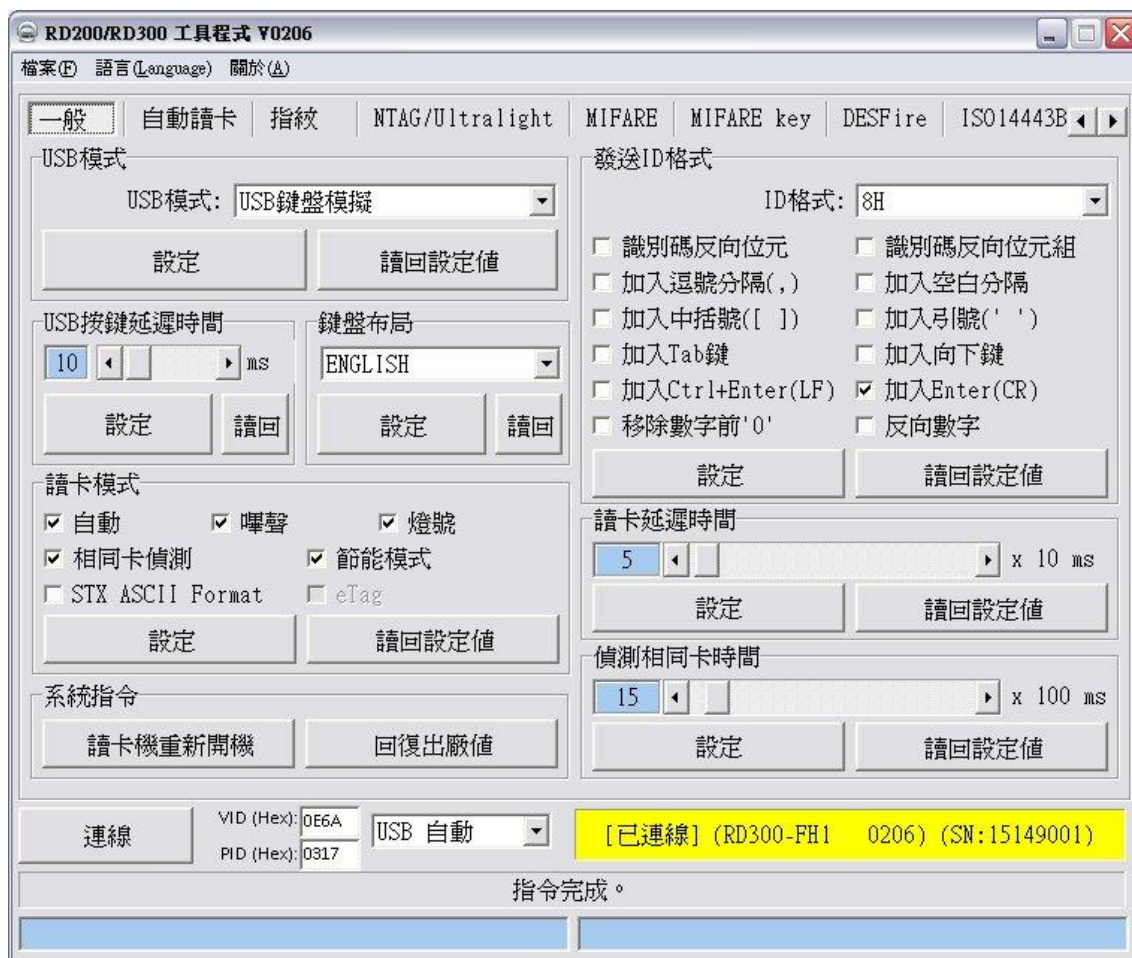 RD200/RD300 工具程式 V0206
檔案(F) 語言(Language) 關於(A)
一般 自動讀卡 指紋 NTAG/Ultralight MIFARE MIFARE key DESFire ISO14443B
USB模式
USB模式: USB鍵盤模擬
設定 讀回設定值
USB按鍵延遲時間
10 ms
設定 讀回
鍵盤布局
ENGLISH
設定 讀回
讀卡模式
自動 嗶聲 燈號
相同卡偵測 節能模式
STX ASCII Format eTag
設定 讀回設定值
系統指令
讀卡機重新開機 回復出廠值
發送ID格式
ID格式: 8H
識別碼反向位元 識別碼反向位元組
加入逗號分隔(,) 加入空白分隔
加入中括號([ ]) 加入引號(' ')
加入Tab鍵 加入向下鍵
加入Ctrl+Enter(LF) 加入Enter(CR)
移除數字前'0' 反向數字
設定 讀回設定值
讀卡延遲時間
5 x 10 ms
設定 讀回設定值
偵測相同卡時間
15 x 100 ms
設定 讀回設定值
連線 VID (Hex): 0E6A USB 自動 [已連線] (RD300-FH1 0206) (SN:15149001)
PID (Hex): 0317
指令完成。